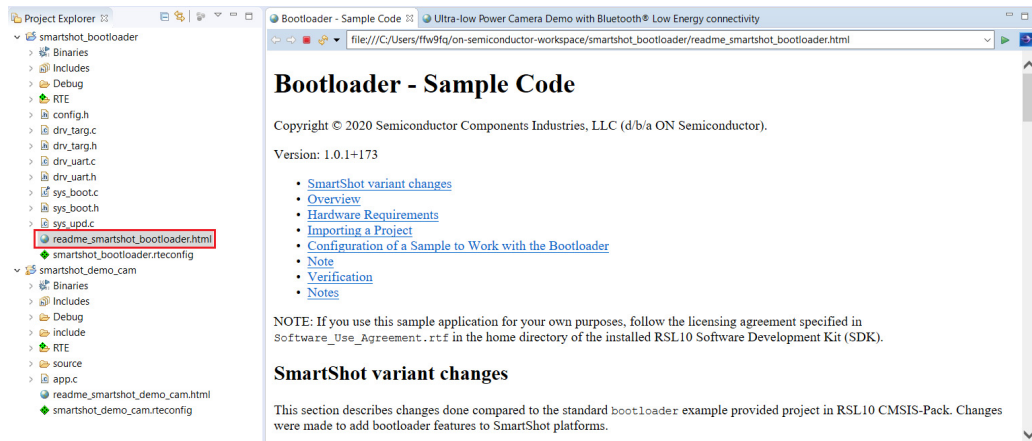 Project Explorer
smartshot_bootloader
Binaries
Includes
Debug
RTE
config.h
drv_targ.c
drv_targ.h
drv_uart.c
drv_uart.h
sys_boot.c
sys_boot.h
sys_upd.c
readme_smartshot_bootloader.html
smartshot_bootloader.rteconfig
smartshot_demo_cam
Binaries
Includes
Debug
include
RTE
source
app.c
readme_smartshot_demo_cam.html
smartshot_demo_cam.rteconfig
Bootloader - Sample Code
Ultra-low Power Camera Demo with Bluetooth® Low Energy connectivity
file:///C:/Users/ffw9fq/on-semiconductor-workspace/smartshot_bootloader/readme_smartshot_bootloader.html
Bootloader - Sample Code
Copyright © 2020 Semiconductor Components Industries, LLC (d/b/a ON Semiconductor).
Version: 1.0.1+173
• SmartShot variant changes
• Overview
• Hardware Requirements
• Importing a Project
• Configuration of a Sample to Work with the Bootloader
• Note
• Verification
• Notes
NOTE: If you use this sample application for your own purposes, follow the licensing agreement specified in
Software_Use_Agreement.rtf in the home directory of the installed RSL10 Software Development Kit (SDK).
SmartShot variant changes
This section describes changes done compared to the standard bootloader example provided project in RSL10 CMSIS-Pack. Changes
were made to add bootloader features to SmartShot platforms.